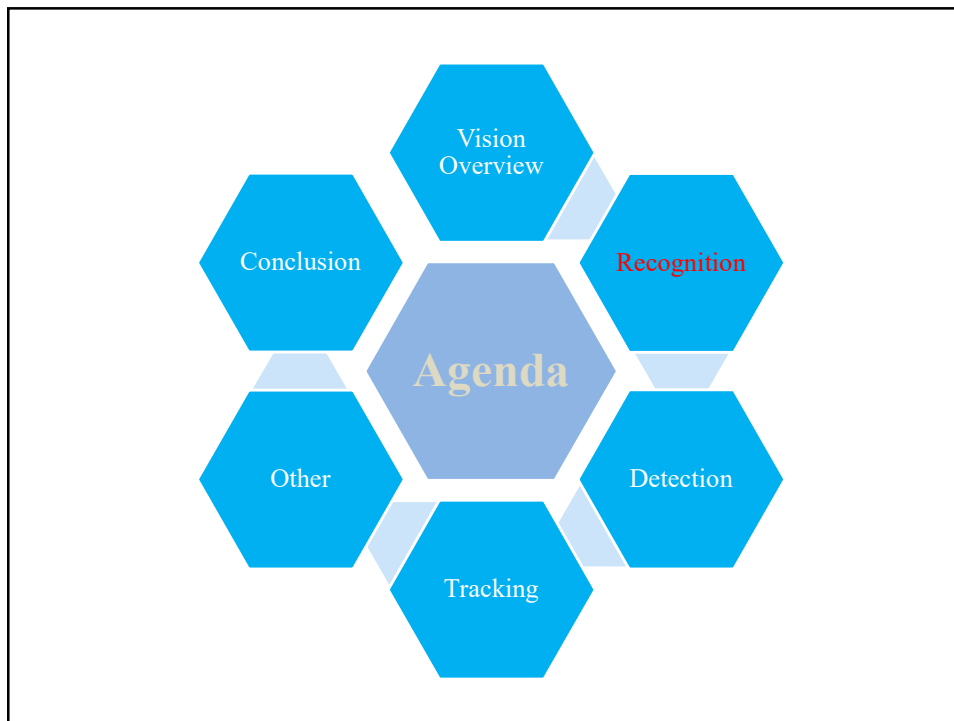 Vision
Overview
Recognition
Detection
Tracking
Other
Conclusion
Agenda